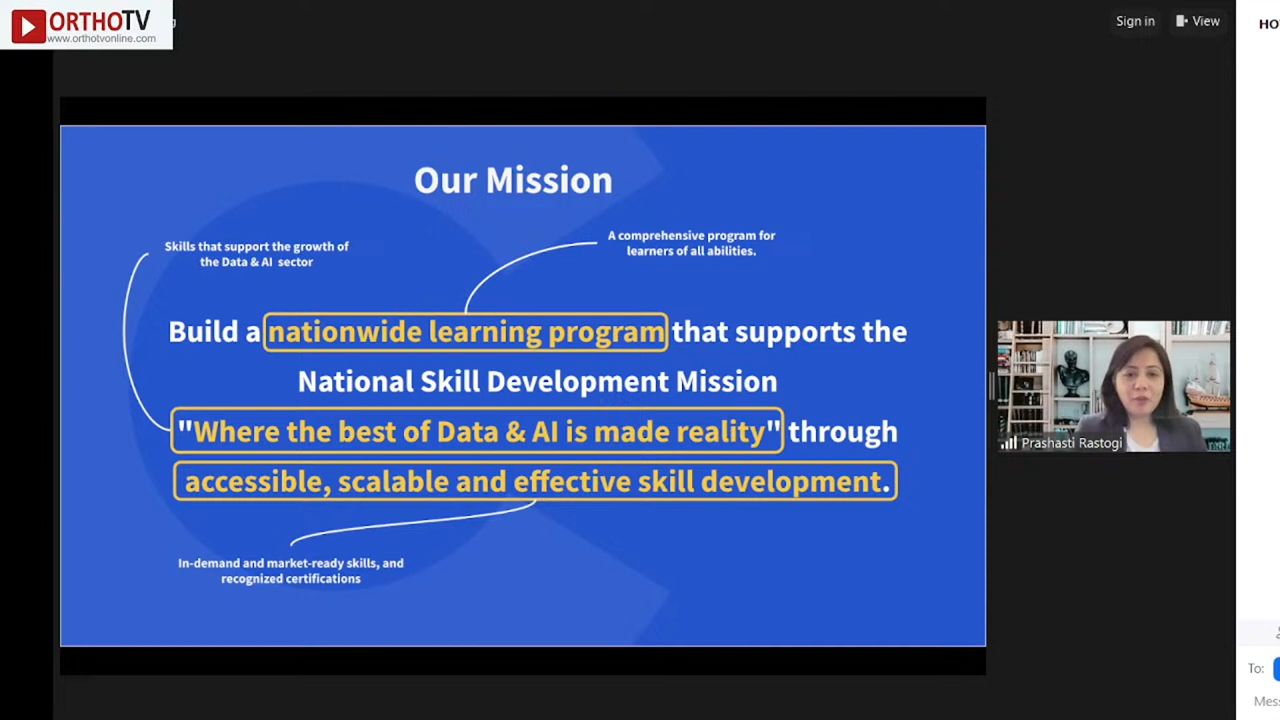 ORTHOTV
www.orthotvonline.com
Sign in
View
Our Mission
Skills that support the growth of
the Data & AI sector
A comprehensive program for
learners of all abilities.
Build a nationwide learning program that supports the
National Skill Development Mission
"Where the best of Data & AI is made reality" through
accessible, scalable and effective skill development.
In-demand and market-ready skills, and
recognized certifications
Prashasti Rastogi
To: